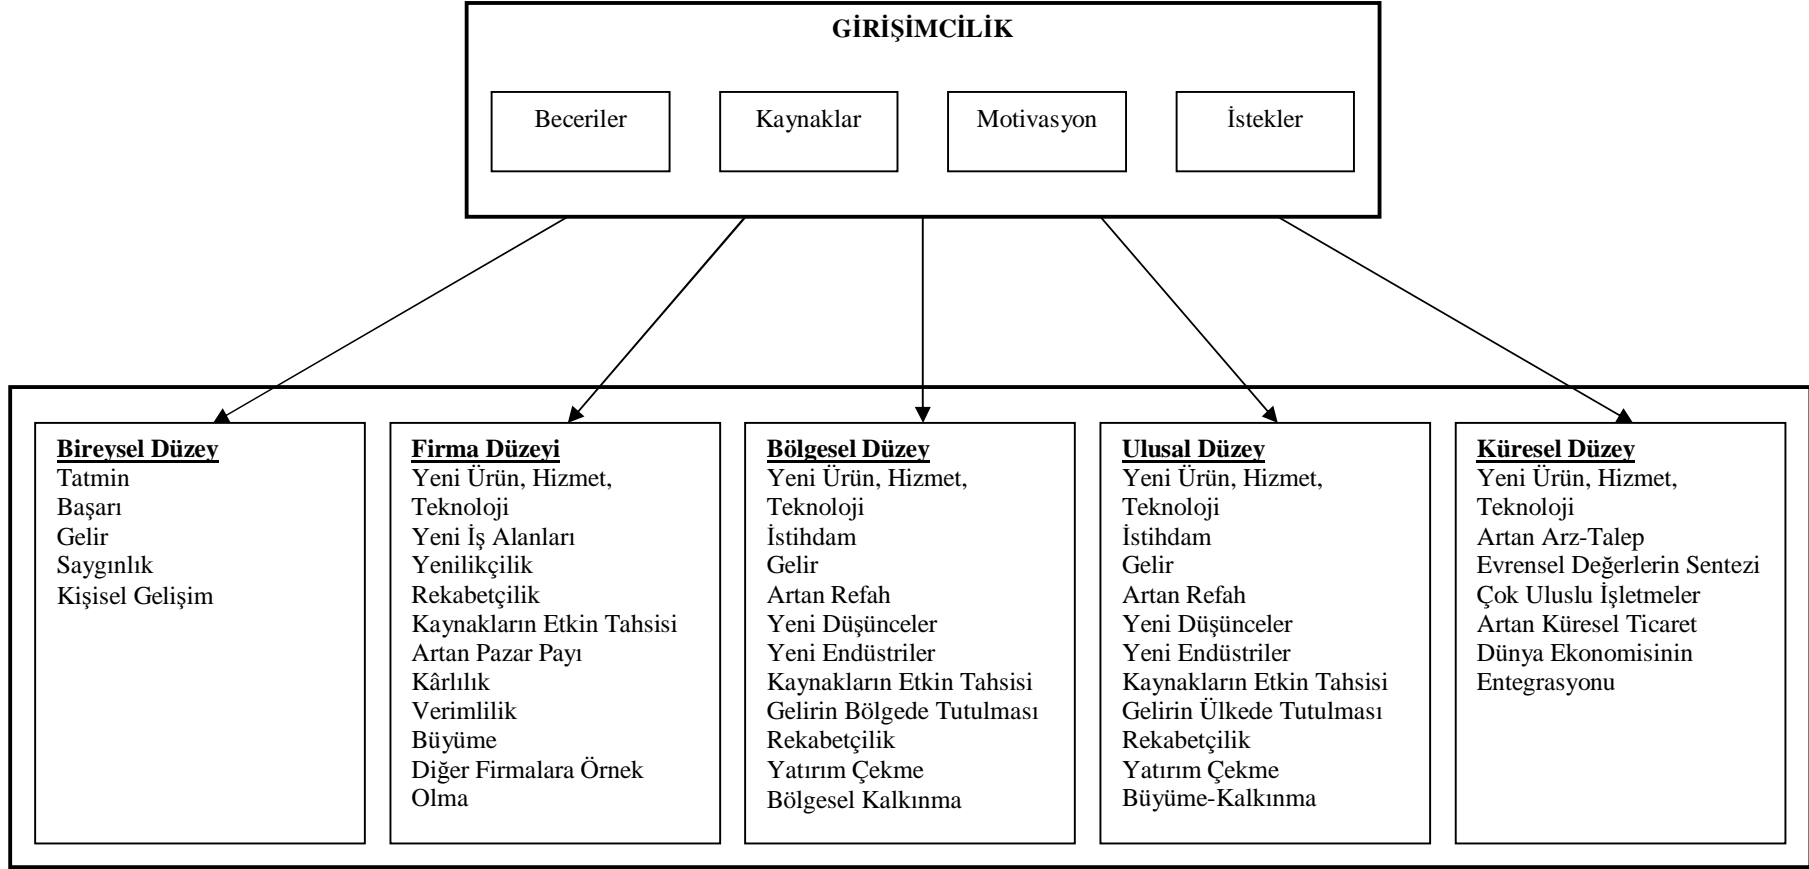 GİRİŞİMCİLİK
Beceriler
Kaynaklar
Motivasyon
İstekler
Bireysel Düzey
Tatmin
Başarı
Gelir
Saygınlık
Kişisel Gelişim
Firma Düzeyi
Yeni Ürün, Hizmet,
Teknoloji
Yeni İş Alanları
Yenilikçilik
Rekabetçilik
Kaynakların Etkin Tahsisi
Artan Pazar Payı
Kârlılık
Verimlilik
Büyüme
Diğer Firmalara Örnek
Olma
Bölgesel Düzey
Yeni Ürün, Hizmet,
Teknoloji
İstihdam
Gelir
Artan Refah
Yeni Düşünceler
Yeni Endüstriler
Kaynakların Etkin Tahsisi
Gelirin Bölgede Tutulması
Rekabetçilik
Yatırım Çekme
Bölgesel Kalkınma
Ulusal Düzey
Yeni Ürün, Hizmet,
Teknoloji
İstihdam
Gelir
Artan Refah
Yeni Düşünceler
Yeni Endüstriler
Kaynakların Etkin Tahsisi
Gelirin Ülkede Tutulması
Rekabetçilik
Yatırım Çekme
Büyüme-Kalkınma
Küresel Düzey
Yeni Ürün, Hizmet,
Teknoloji
Artan Arz-Talep
Evrensel Değerlerin Sentezi
Çok Uluslu İşletmeler
Artan Küresel Ticaret
Dünya Ekonomisinin
Entegrasyonu